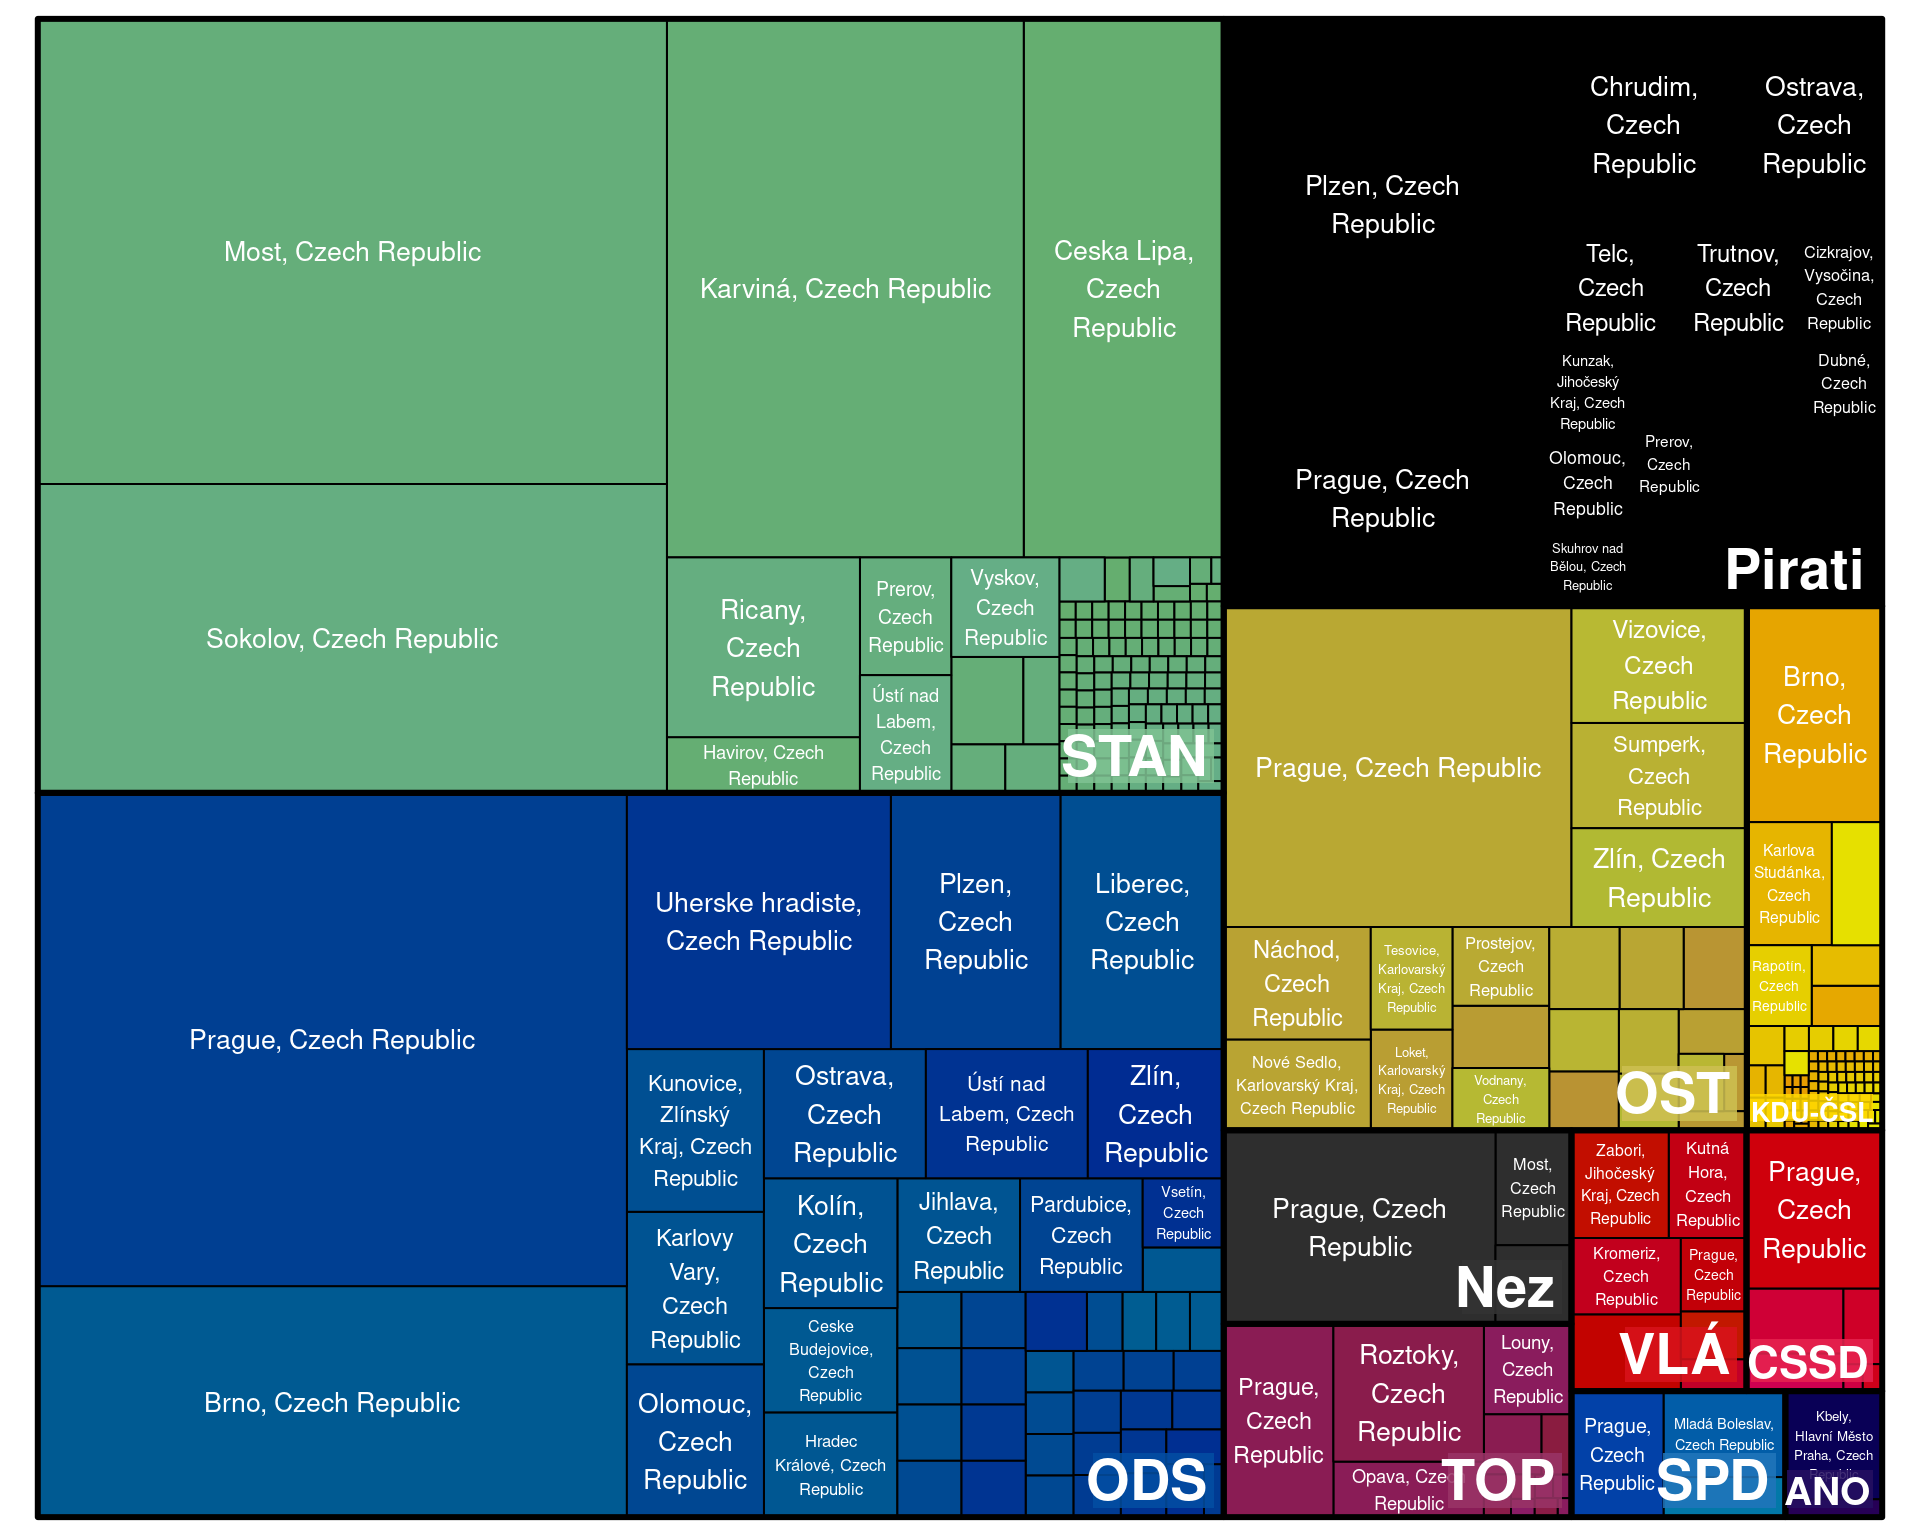 Most, Czech Republic
Sokolov, Czech Republic
Karviná, Czech Republic
Ceska Lipa,
Czech
Republic
Ricany,
Czech
Republic
Havirov, Czech
Republic
Prerov,
Czech
Republic
Ústí nad
Labem,
Czech
Republic
Vyskov,
Czech
Republic
STAN
Prague, Czech Republic
Brno, Czech Republic
Uherske hradiste,
Czech Republic
Plzen,
Czech
Republic
Liberec,
Czech
Republic
Kunovice,
Zlínský
Kraj, Czech
Republic
Karlovy
Vary,
Czech
Republic
Olomouc,
Czech
Republic
Ostrava,
Czech
Republic
Ústí nad
Labem, Czech
Republic
Zlín,
Czech
Republic
Kolín,
Czech
Republic
Ceske
Budejovice,
Czech
Republic
Hradec
Králové, Czech
Republic
Jihlava,
Czech
Republic
Pardubice,
Czech
Republic
Vsetín,
Czech
Republic
ODS
Plzen, Czech
Republic
Prague, Czech
Republic
Chrudim,
Czech
Republic
Ostrava,
Czech
Republic
Telc,
Czech
Republic
Trutnov,
Czech
Republic
Cizkrajov,
Vysočina,
Czech
Republic
Kunzak,
Jihočeský
Kraj, Czech
Republic
Dubné,
Czech
Republic
Olomouc,
Czech
Republic
Prerov,
Czech
Republic
Skuhrov nad
Bělou, Czech
Republic
Pirati
Prague, Czech Republic
Vizovice,
Czech
Republic
Sumperk,
Czech
Republic
Zlín, Czech
Republic
Náchod,
Czech
Republic
Nové Sedlo,
Karlovarský Kraj,
Czech Republic
Tesovice,
Karlovarský
Kraj, Czech
Republic
Loket,
Karlovarský
Kraj, Czech
Republic
Prostejov,
Czech
Republic
Vodnany,
Czech
Republic
OST
Brno,
Czech
Republic
Karlova
Studánka,
Czech
Republic
Rapotín,
Czech
Republic
KDU-ČSL
Prague, Czech
Republic
Most,
Czech
Republic
Nez
Prague,
Czech
Republic
Roztoky,
Czech
Republic
Louny,
Czech
Republic
Opava, Czech
Republic
TOP
Zabori,
Jihočeský
Kraj, Czech
Republic
Kutná
Hora,
Czech
Republic
Kromeriz,
Czech
Republic
Prague,
Czech
Republic
VLÁ
Prague,
Czech
Republic
CSSD
Prague,
Czech
Republic
Mladá Boleslav,
Czech Republic
SPD
Kbely,
Hlavní Město
Praha, Czech
Republic
ANO